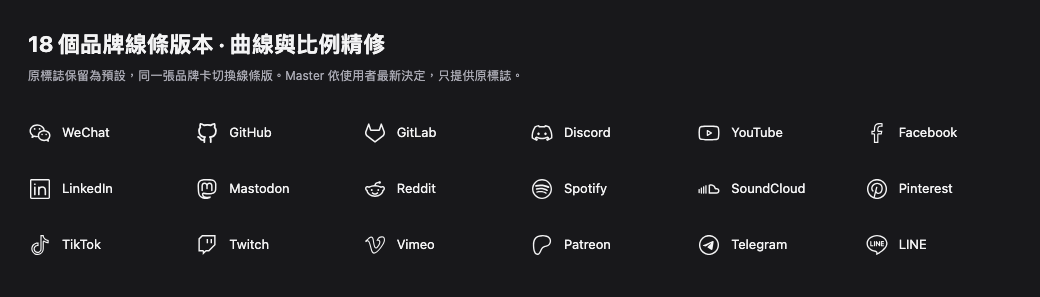 18 個品牌線條版本 · 曲線與比例精修
原標誌保留為預設，同一張品牌卡切換線條版。Master 依使用者最新決定，只提供原標誌。
WeChat GitHub GitLab Discord YouTube Facebook
LinkedIn Mastodon Reddit Spotify SoundCloud Pinterest
TikTok Twitch Vimeo Patreon Telegram LINE LINE